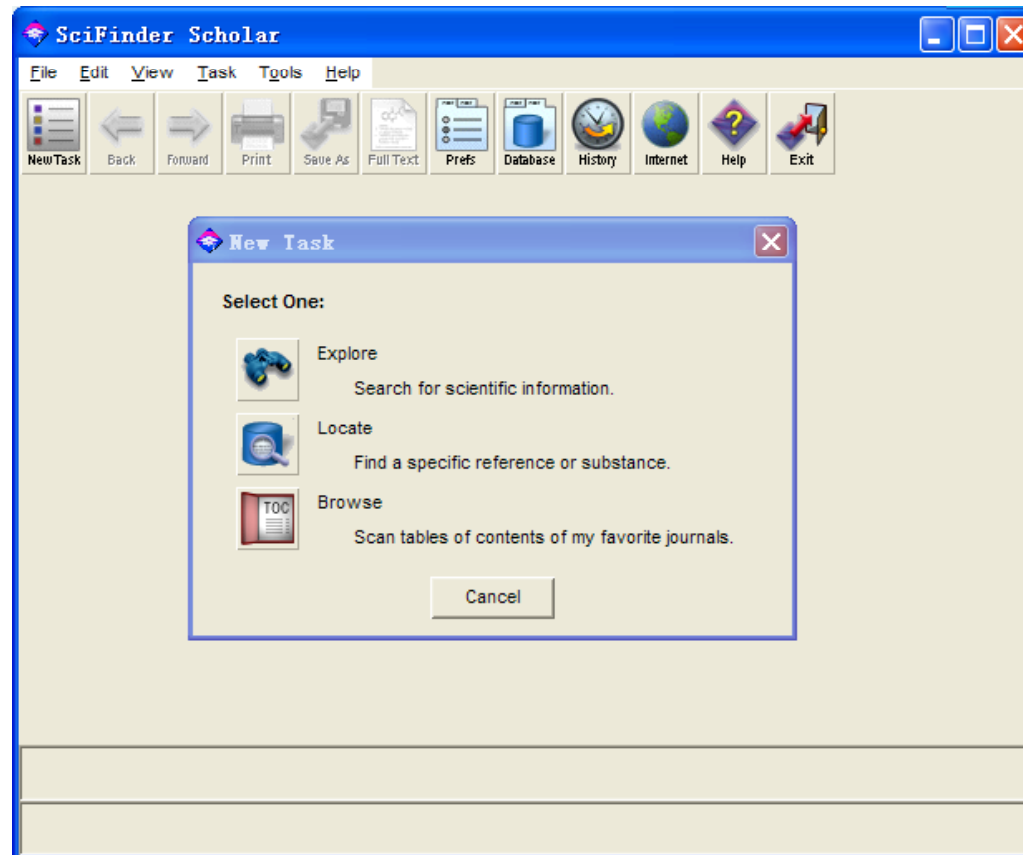 SciFinder Scholar
File Edit View Task Tools Help
New Task Back Forward Print Save As Full Text Prefs Database History Internet Help Exit
New Task
Select One:
Explore
Search for scientific information.
Locate
Find a specific reference or substance.
TOC
Browse
Scan tables of contents of my favorite journals.
Cancel